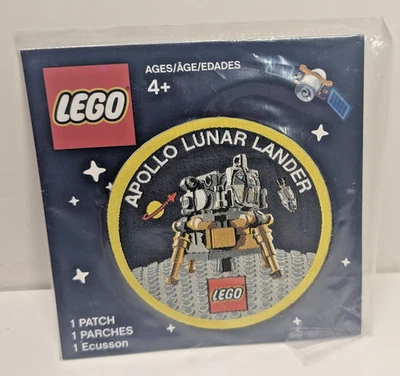 AGES/ÂGE/EDADES
4+
LEGO
APOLLO LUNAR LANDER
LEGO
1 PATCH
1 PARCHES
1 Ecusson